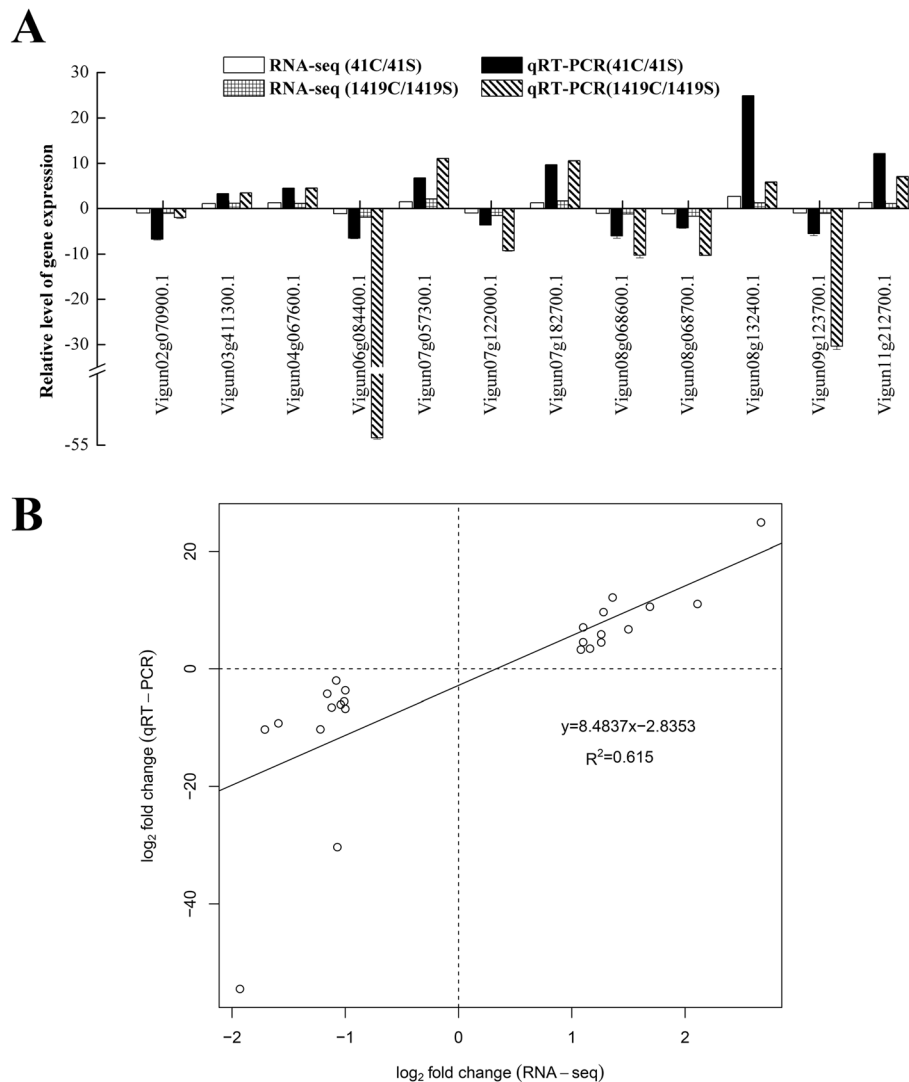 A
RNA-seq (41C/41S)
qRT-PCR(41C/41S)
RNA-seq (1419C/1419S)
qRT-PCR(1419C/1419S)
Relative level of gene expression
30
20
10
0
-10
-20
-30
-55
Vigun02g070900.1
Vigun03g411300.1
Vigun04g067600.1
Vigun06g084400.1
Vigun07g057300.1
Vigun07g122000.1
Vigun07g182700.1
Vigun08g068600.1
Vigun08g068700.1
Vigun08g132400.1
Vigun09g123700.1
Vigun11g212700.1
B
log₂ fold change (qRT−PCR)
20
0
−20
−40
y=8.4837x−2.8353
R²=0.615
−2 −1 0 1 2
log₂ fold change (RNA−seq)